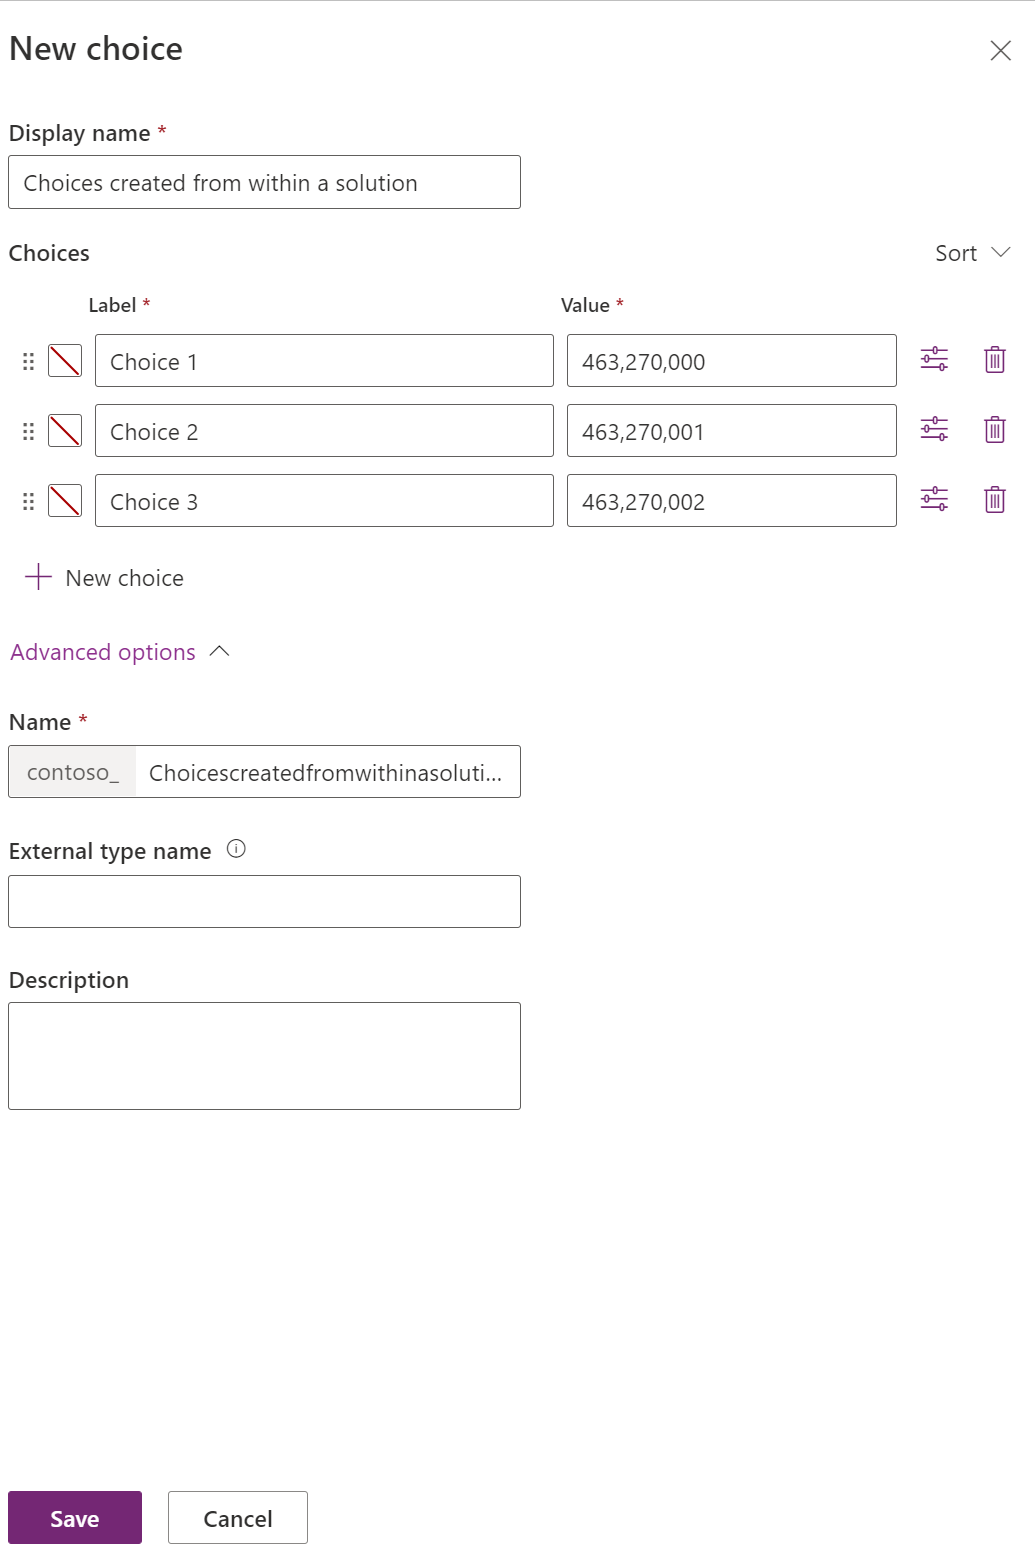 New choice
Display name *
Choices created from within a solution
Choices
Sort
Label * Value *
Choice 1 463,270,000
Choice 2 463,270,001
Choice 3 463,270,002
New choice
Advanced options
Name *
contoso_ Choicescreatedfromwithinasoluti...
External type name
Description
Save Cancel